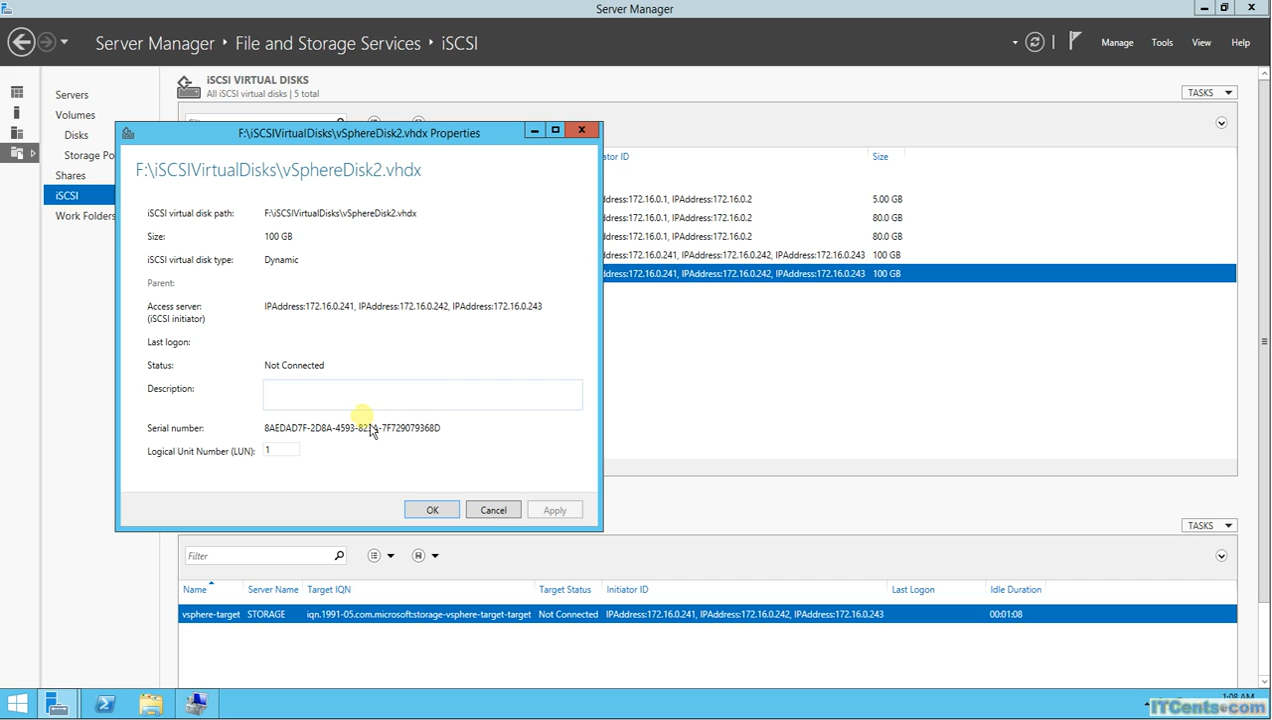 Server Manager
Server Manager ‣ File and Storage Services ‣ iSCSI
Manage Tools View Help
Servers
Volumes
Disks
Storage Po
Shares
iSCSI
Work Folders
iSCSI VIRTUAL DISKS
All iSCSI virtual disks | 5 total
TASKS
F:\iSCSIVirtualDisks\vSphereDisk2.vhdx Properties
F:\iSCSIVirtualDisks\vSphereDisk2.vhdx
iSCSI virtual disk path: F:\iSCSIVirtualDisks\vSphereDisk2.vhdx
Size: 100 GB
iSCSI virtual disk type: Dynamic
Parent:
Access server: IPAddress:172.16.0.241, IPAddress:172.16.0.242, IPAddress:172.16.0.243
(iSCSI initiator)
Last logon:
Status: Not Connected
Description:
Serial number:
Logical Unit Number (LUN): 1
OK Cancel Apply
ator ID Size
ddress:172.16.0.1, IPAddress:172.16.0.2 5.00 GB
ddress:172.16.0.1, IPAddress:172.16.0.2 80.0 GB
ddress:172.16.0.1, IPAddress:172.16.0.2 80.0 GB
ddress:172.16.0.241, IPAddress:172.16.0.242, IPAddress:172.16.0.243 100 GB
ddress:172.16.0.241, IPAddress:172.16.0.242, IPAddress:172.16.0.243 100 GB
TASKS
Filter
Name Server Name Target IQN Target Status Initiator ID Last Logon Idle Duration
vsphere-target STORAGE iqn.1991-05.com.microsoft:storage-vsphere-target-target Not Connected IPAddress:172.16.0.241, IPAddress:172.16.0.242, IPAddress:172.16.0.243 00:01:08
1:08 AM
ITCents.com